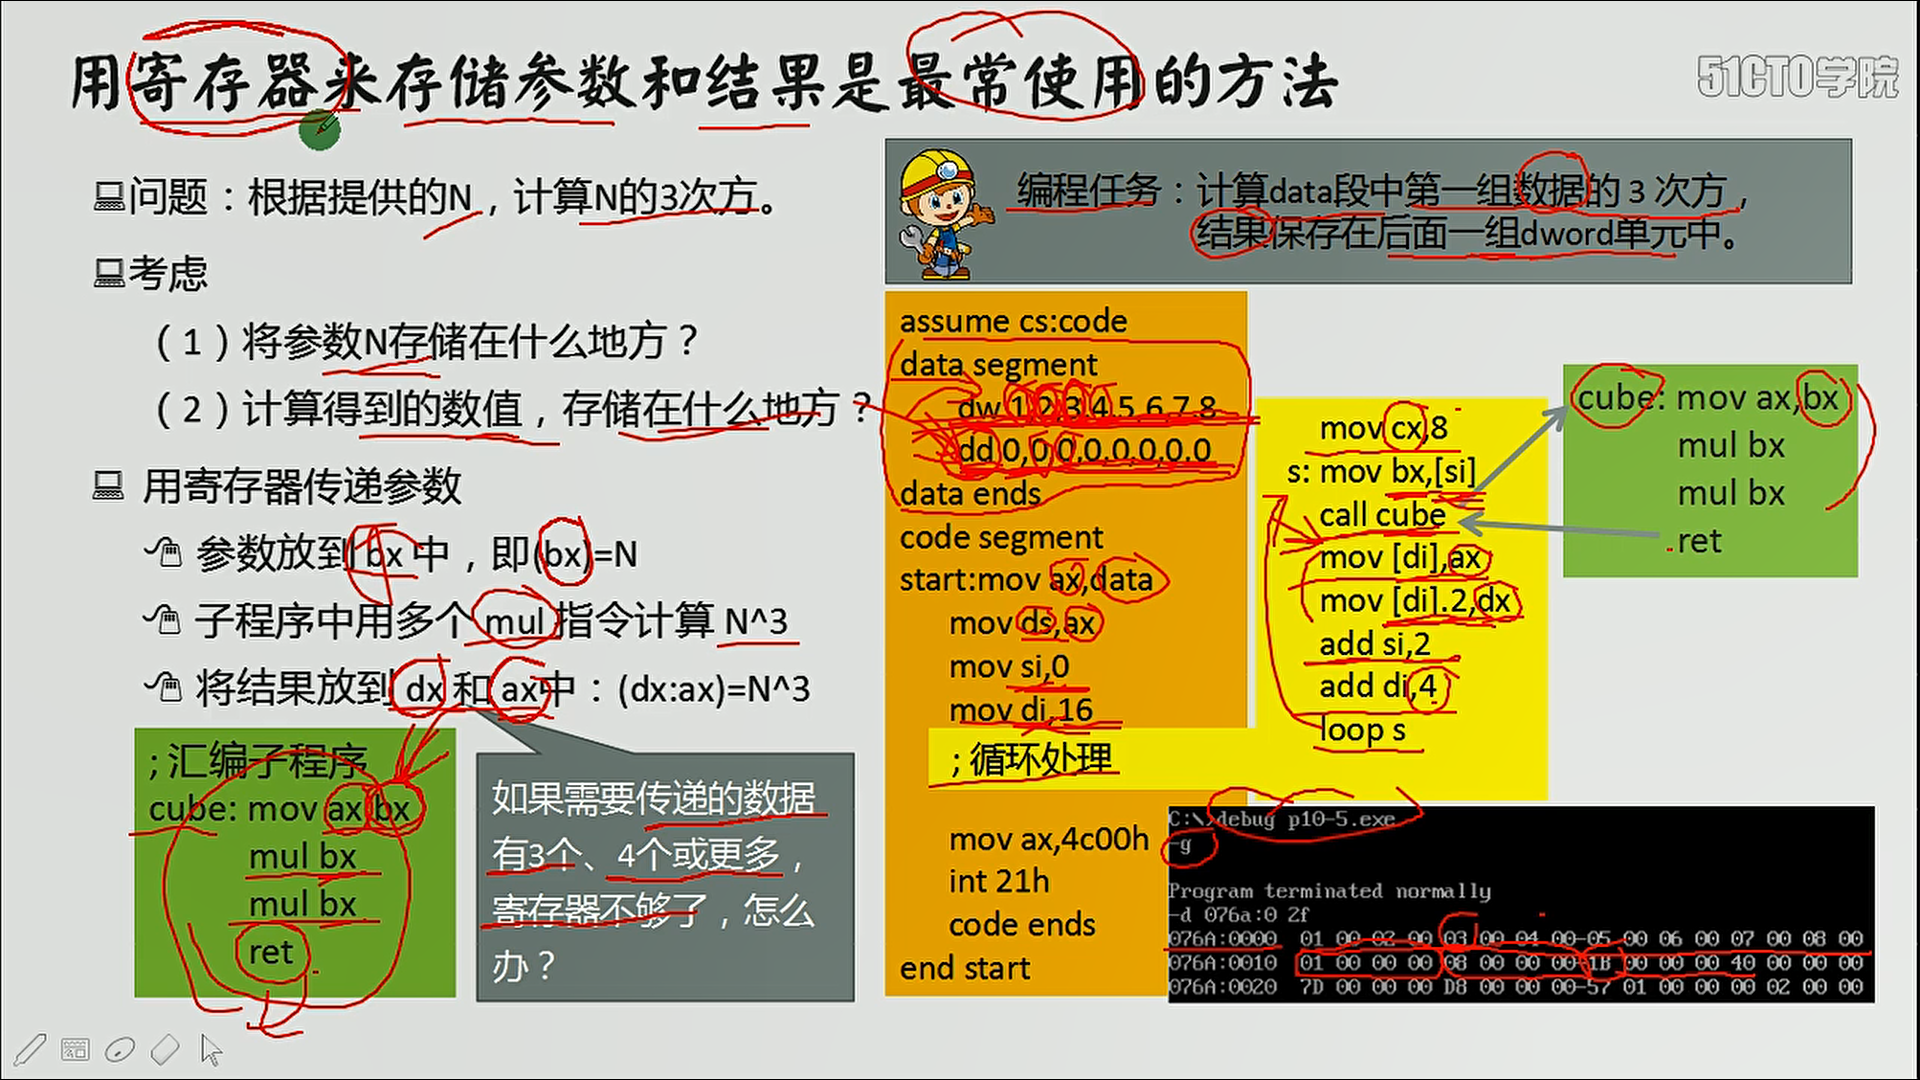 用寄存器来存储参数和结果是最常使用的方法
51CTO学院
问题：根据提供的N，计算N的3次方。
考虑
（1）将参数N存储在什么地方？
（2）计算得到的数值，存储在什么地方？
用寄存器传递参数
参数放到 bx 中，即(bx)=N
子程序中用多个 mul 指令计算 N^3
将结果放到 dx 和 ax中：(dx:ax)=N^3
; 汇编子程序
cube: mov ax,bx
mul bx
mul bx
ret
如果需要传递的数据
有3个、4个或更多，
寄存器不够了，怎么
办？
编程任务：计算data段中第一组数据的 3 次方，
结果保存在后面一组dword单元中。
assume cs:code
data segment
dw 1,2,3,4,5,6,7,8
dd 0,0,0,0,0,0,0,0
data ends
code segment
start:mov ax,data
mov ds,ax
mov si,0
mov di,16
; 循环处理
mov ax,4c00h
int 21h
code ends
end start
mov cx,8
s: mov bx,[si]
call cube
mov [di],ax
mov [di].2,dx
add si,2
add di,4
loop s
cube: mov ax,bx
mul bx
mul bx
ret
C:\>debug p10-5.exe
-g
Program terminated normally
-d 076a:0 2f
076A:0000 01 00 02 00 03 00 04 00-05 00 06 00 07 00 08 00
076A:0010 01 00 00 00 08 00 00 00-1B 00 00 00 40 00 00 00
076A:0020 7D 00 00 00 D8 00 00 00-57 01 00 00 00 02 00 00